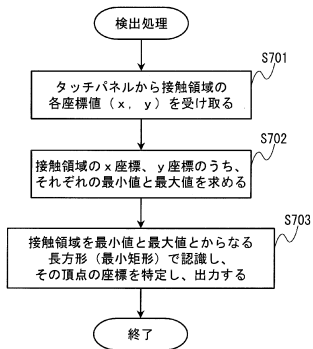 検出処理
S701
タッチパネルから接触領域の
各座標値(x, y)を受け取る
S702
接触領域のx座標、y座標のうち、
それぞれの最小値と最大値を求める
S703
接触領域を最小値と最大値とからなる
長方形(最小矩形)で認識し、
その頂点の座標を特定し、出力する
終了